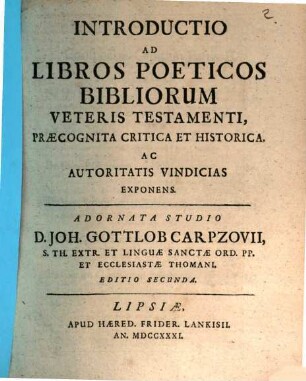 2.
INTRODUCTIO
AD
LIBROS POETICOS
BIBLIORUM
VETERIS TESTAMENTI,
PRÆCOGNITA CRITICA ET HISTORICA.
AC
AUTORITATIS VINDICIAS
EXPONENS.
ADORNATA STUDIO
D. JOH. GOTTLOB CARPZOVII,
S. TH. EXTR. ET LINGUÆ SANCTÆ ORD. PP.
ET ECCLESIASTÆ THOMANI.
EDITIO SECUNDA.
LIPSIÆ,
APUD HÆRED. FRIDER. LANKISII.
AN. MDCCXXXI.